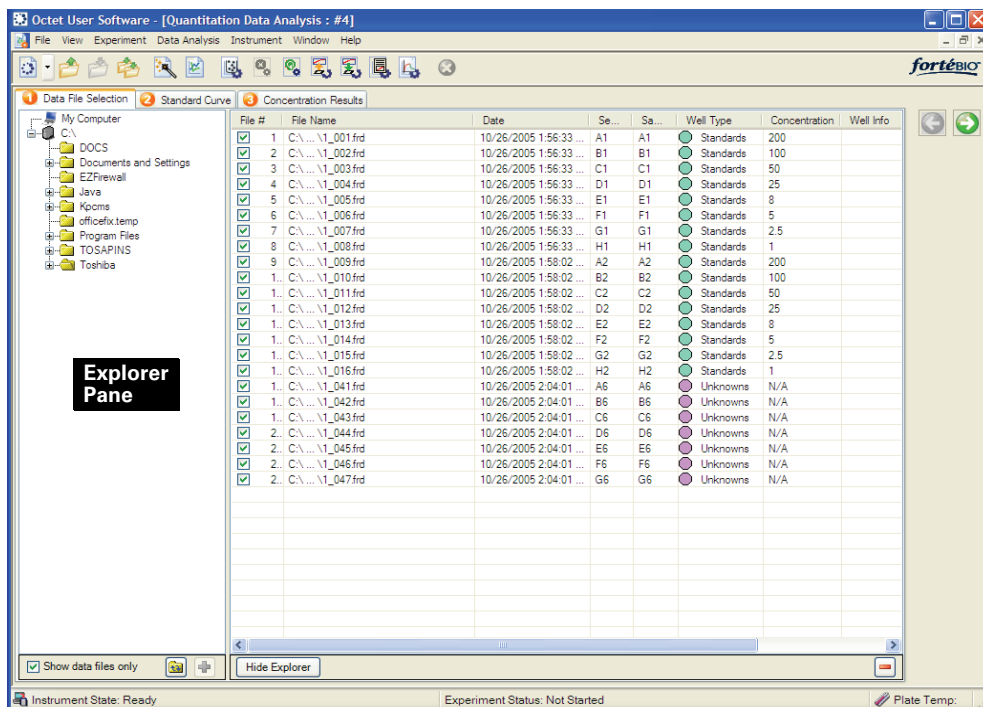 Octet User Software - [Quantitation Data Analysis : #4]
File View Experiment Data Analysis Instrument Window Help
fortéBIO
1 Data File Selection 2 Standard Curve 3 Concentration Results
My Computer
C:\
DOCS
Documents and Settings
EZFirewall
Java
Kpcms
officefix.temp
Program Files
TOSAPINS
Toshiba
Explorer
Pane
File # File Name Date Se... Sa... Well Type Concentration Well Info
1 C:\ ... \1_001.frd 10/26/2005 1:56:33 ... A1 A1 Standards 200
2 C:\ ... \1_002.frd 10/26/2005 1:56:33 ... B1 B1 Standards 100
3 C:\ ... \1_003.frd 10/26/2005 1:56:33 ... C1 C1 Standards 50
4 C:\ ... \1_004.frd 10/26/2005 1:56:33 ... D1 D1 Standards 25
5 C:\ ... \1_005.frd 10/26/2005 1:56:33 ... E1 E1 Standards 8
6 C:\ ... \1_006.frd 10/26/2005 1:56:33 ... F1 F1 Standards 5
7 C:\ ... \1_007.frd 10/26/2005 1:56:33 ... G1 G1 Standards 2.5
8 C:\ ... \1_008.frd 10/26/2005 1:56:33 ... H1 H1 Standards 1
9 C:\ ... \1_009.frd 10/26/2005 1:58:02 ... A2 A2 Standards 200
1.. C:\ ... \1_010.frd 10/26/2005 1:58:02 ... B2 B2 Standards 100
1.. C:\ ... \1_011.frd 10/26/2005 1:58:02 ... C2 C2 Standards 50
1.. C:\ ... \1_012.frd 10/26/2005 1:58:02 ... D2 D2 Standards 25
1.. C:\ ... \1_013.frd 10/26/2005 1:58:02 ... E2 E2 Standards 8
1.. C:\ ... \1_014.frd 10/26/2005 1:58:02 ... F2 F2 Standards 5
1.. C:\ ... \1_015.frd 10/26/2005 1:58:02 ... G2 G2 Standards 2.5
1.. C:\ ... \1_016.frd 10/26/2005 1:58:02 ... H2 H2 Standards 1
1.. C:\ ... \1_041.frd 10/26/2005 2:04:01 ... A6 A6 Unknowns N/A
1.. C:\ ... \1_042.frd 10/26/2005 2:04:01 ... B6 B6 Unknowns N/A
1.. C:\ ... \1_043.frd 10/26/2005 2:04:01 ... C6 C6 Unknowns N/A
2.. C:\ ... \1_044.frd 10/26/2005 2:04:01 ... D6 D6 Unknowns N/A
2.. C:\ ... \1_045.frd 10/26/2005 2:04:01 ... E6 E6 Unknowns N/A
2.. C:\ ... \1_046.frd 10/26/2005 2:04:01 ... F6 F6 Unknowns N/A
2.. C:\ ... \1_047.frd 10/26/2005 2:04:01 ... G6 G6 Unknowns N/A
Show data files only Hide Explorer
Instrument State: Ready Experiment Status: Not Started Plate Temp: